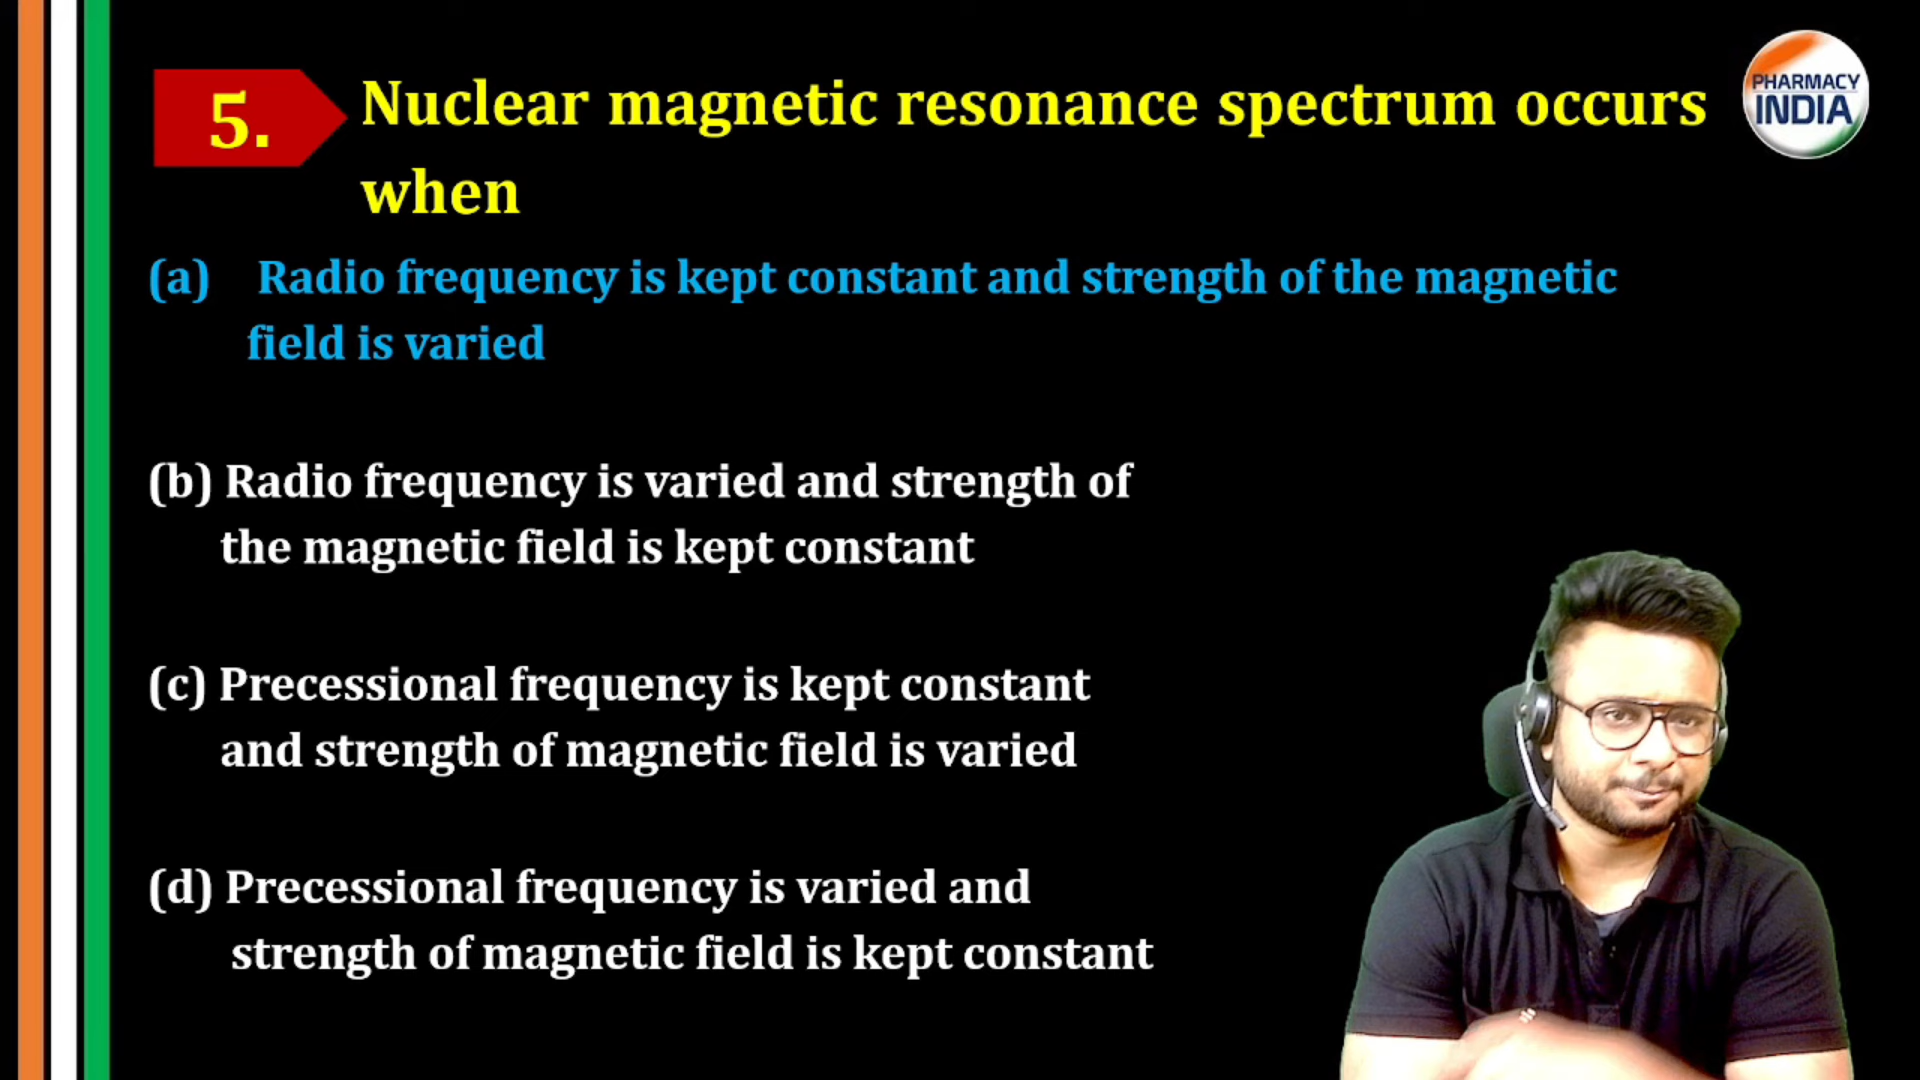 5. Nuclear magnetic resonance spectrum occurs
when
PHARMACY
INDIA
(a) Radio frequency is kept constant and strength of the magnetic
field is varied
(b) Radio frequency is varied and strength of
the magnetic field is kept constant
(c) Precessional frequency is kept constant
and strength of magnetic field is varied
(d) Precessional frequency is varied and
strength of magnetic field is kept constant